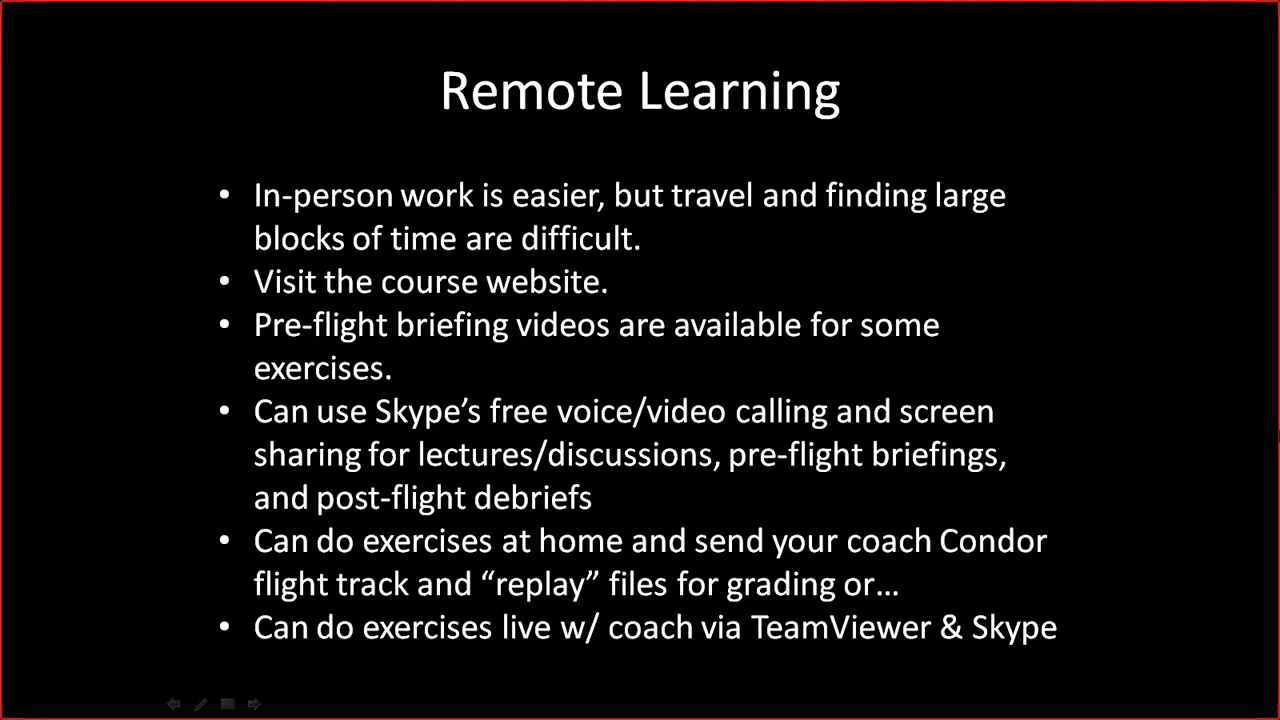 Remote Learning
• In-person work is easier, but travel and finding large
blocks of time are difficult.
• Visit the course website.
• Pre-flight briefing videos are available for some
exercises.
• Can use Skype’s free voice/video calling and screen
sharing for lectures/discussions, pre-flight briefings,
and post-flight debriefs
• Can do exercises at home and send your coach Condor
flight track and “replay” files for grading or…
• Can do exercises live w/ coach via TeamViewer & Skype